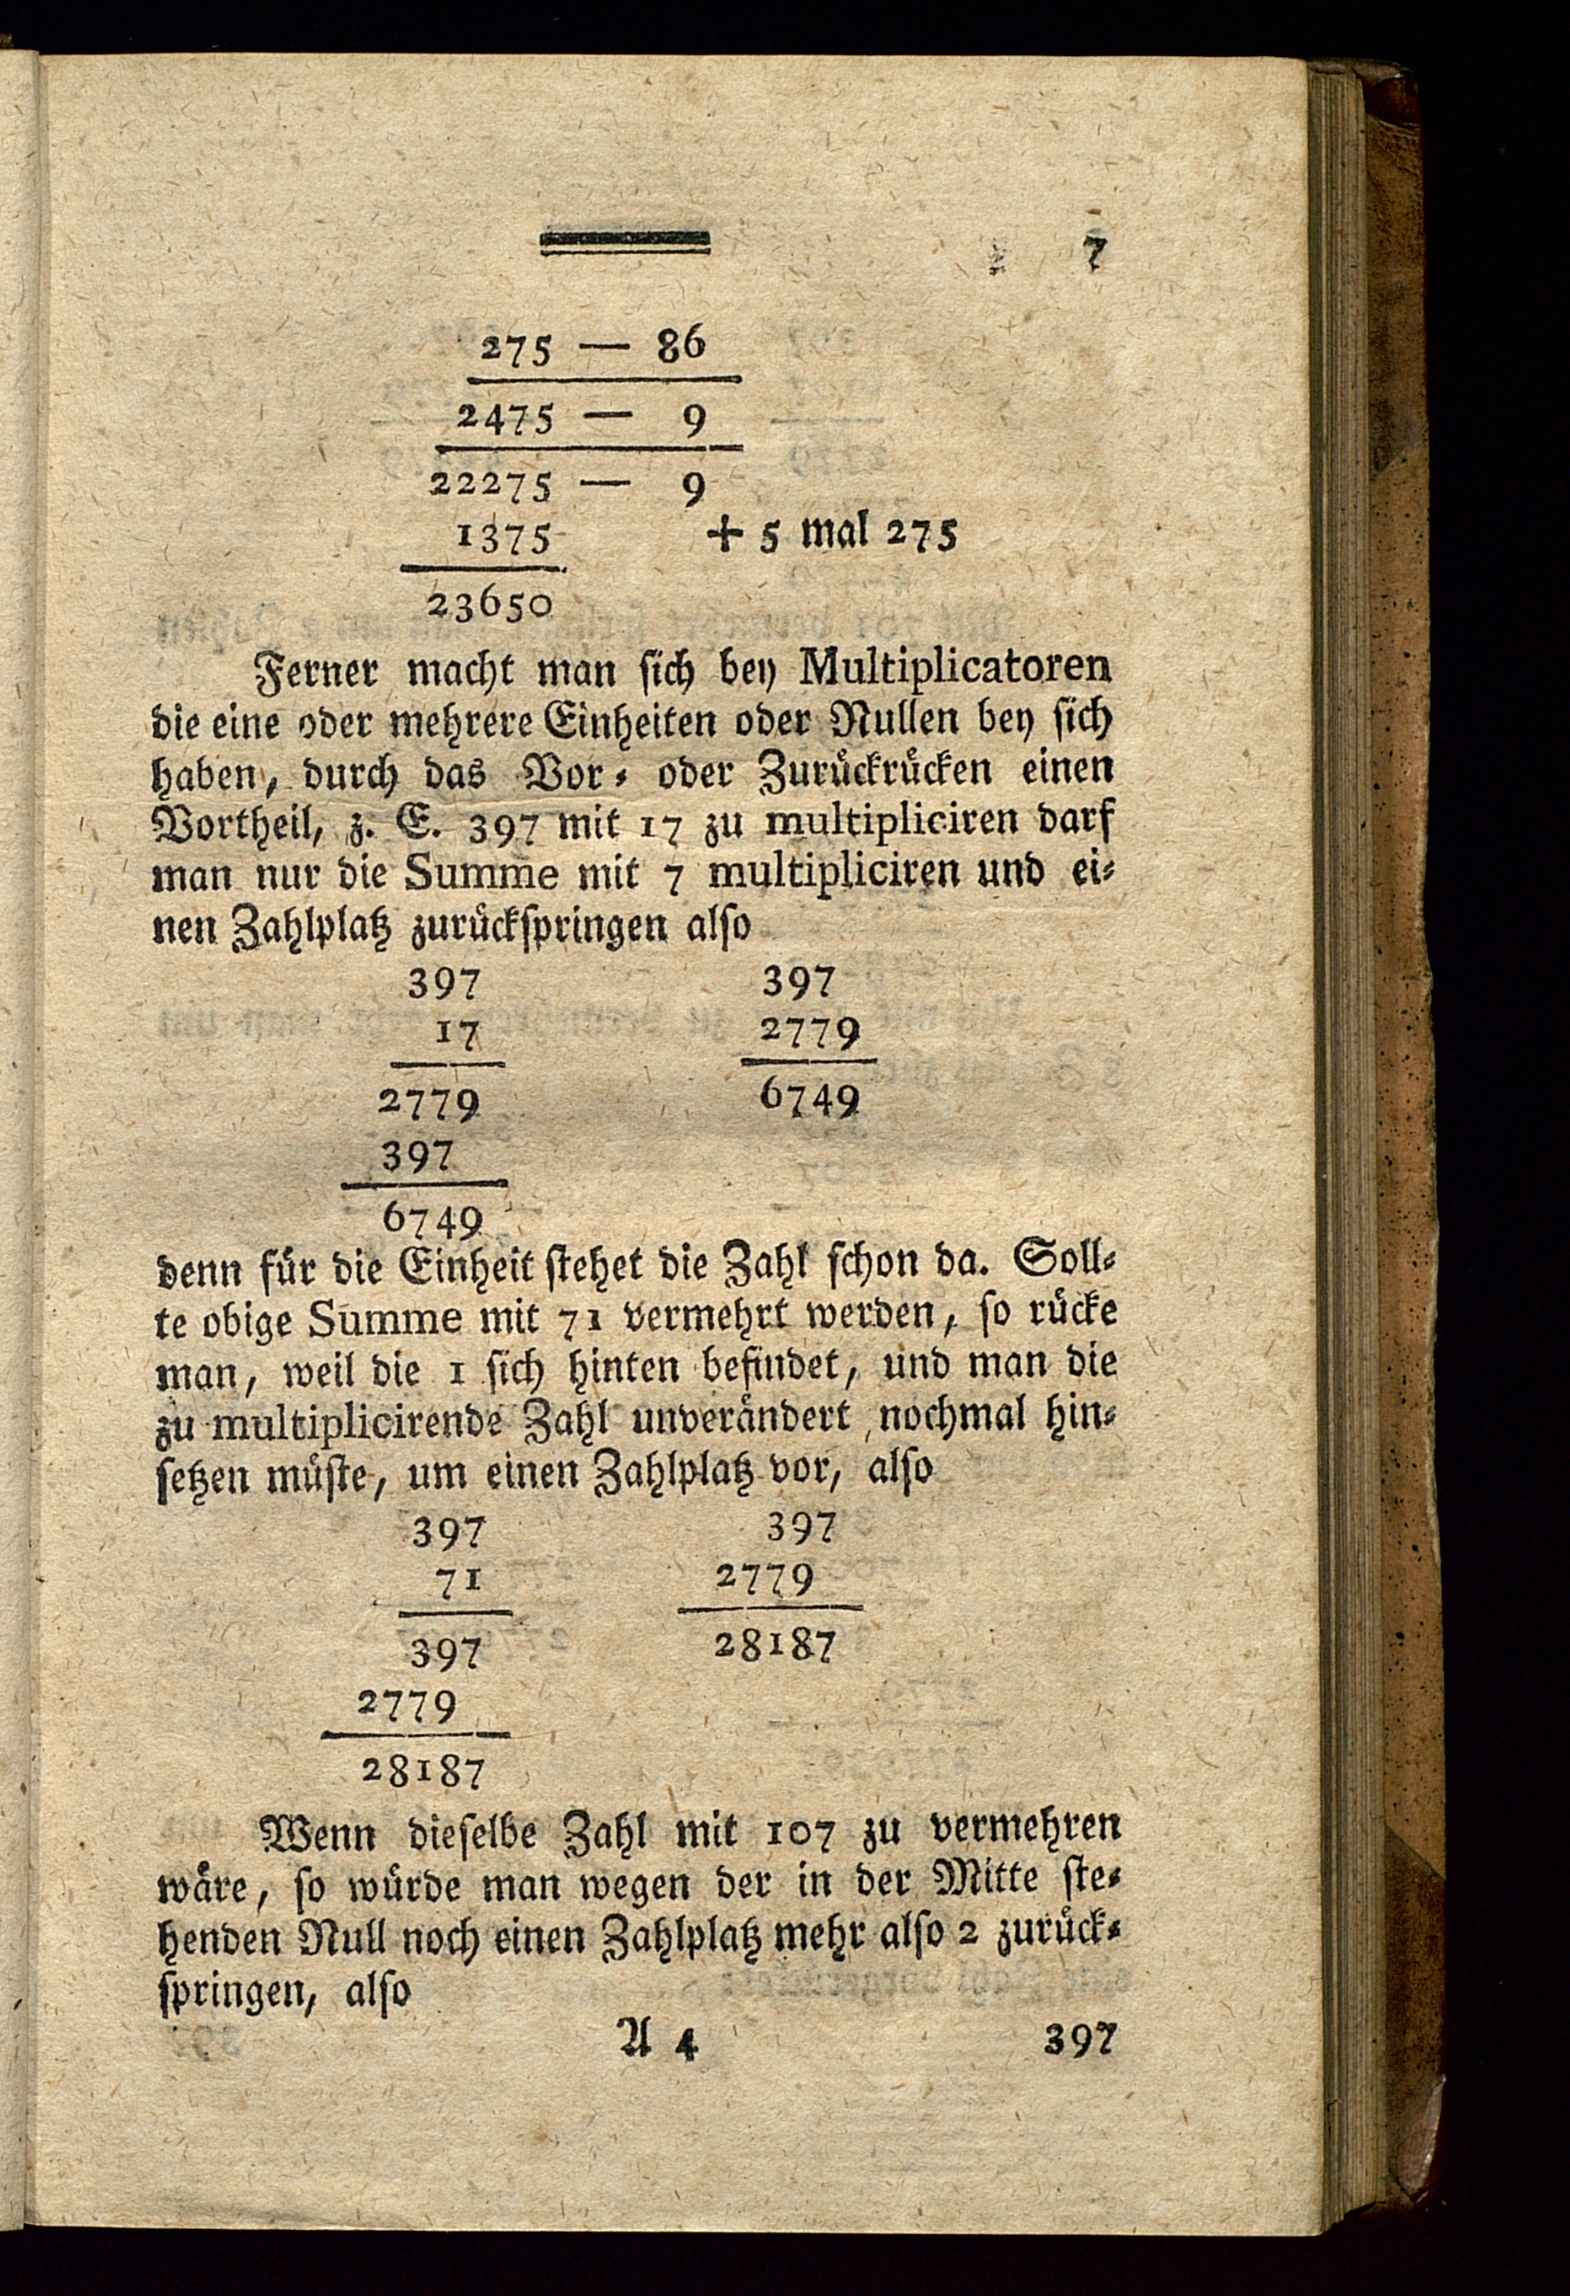 7
275 — 86
2475 — 9
22275 — 9
1375 + 5 mal 275
23650
Ferner macht man sich bey Multiplicatoren
die eine oder mehrere Einheiten oder Nullen bey sich
haben, durch das Vor- oder Zurückrücken einen
Vortheil, z. E. 397 mit 17 zu multipliciren darf
man nur die Summe mit 7 multipliciren und ei-
nen Zahlplatz zurückspringen also
397 397
17 2779
2779 6749
397
6749
denn für die Einheit stehet die Zahl schon da. Soll-
te obige Summe mit 71 vermehrt werden, so rücke
man, weil die 1 sich hinten befindet, und man die
zu multiplicirende Zahl unverändert nochmal hin-
setzen müste, um einen Zahlplatz vor, also
397 397
71 2779
397 28187
2779
28187
Wenn dieselbe Zahl mit 107 zu vermehren
wäre, so würde man wegen der in der Mitte ste-
henden Null noch einen Zahlplatz mehr also 2 zurück-
springen, also
A 4 397